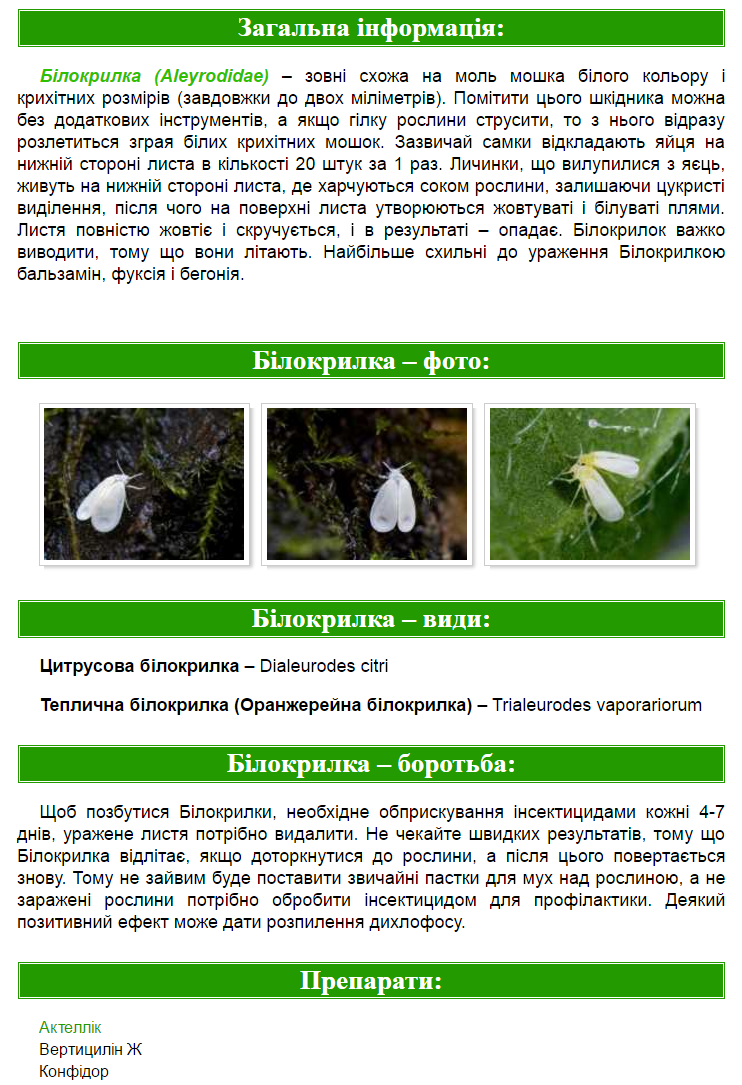 Загальна інформація:
Білокрилка (Aleyrodidae) – зовні схожа на моль мошка білого кольору і
крихітних розмірів (завдовжки до двох міліметрів). Помітити цього шкідника можна
без додаткових інструментів, а якщо гілку рослини струсити, то з нього відразу
розлетиться зграя білих крихітних мошок. Зазвичай самки відкладають яйця на
нижній стороні листа в кількості 20 штук за 1 раз. Личинки, що вилупилися з яєць,
живуть на нижній стороні листа, де харчуються соком рослини, залишаючи цукристі
виділення, після чого на поверхні листа утворюються жовтуваті і білуваті плями.
Листя повністю жовтіє і скручується, і в результаті – опадає. Білокрилок важко
виводити, тому що вони літають. Найбільше схильні до ураження Білокрилкою
бальзамін, фуксія і бегонія.
Білокрилка – фото:
Білокрилка – види:
Цитрусова білокрилка – Dialeurodes citri
Теплична білокрилка (Оранжерейна білокрилка) – Trialeurodes vaporariorum
Білокрилка – боротьба:
Щоб позбутися Білокрилки, необхідне обприскування інсектицидами кожні 4-7
днів, уражене листя потрібно видалити. Не чекайте швидких результатів, тому що
Білокрилка відлітає, якщо доторкнутися до рослини, а після цього повертається
знову. Тому не зайвим буде поставити звичайні пастки для мух над рослиною, а не
заражені рослини потрібно обробити інсектицидом для профілактики. Деякий
позитивний ефект може дати розпилення дихлофосу.
Препарати:
Актеллік
Вертицилін Ж
Конфідор